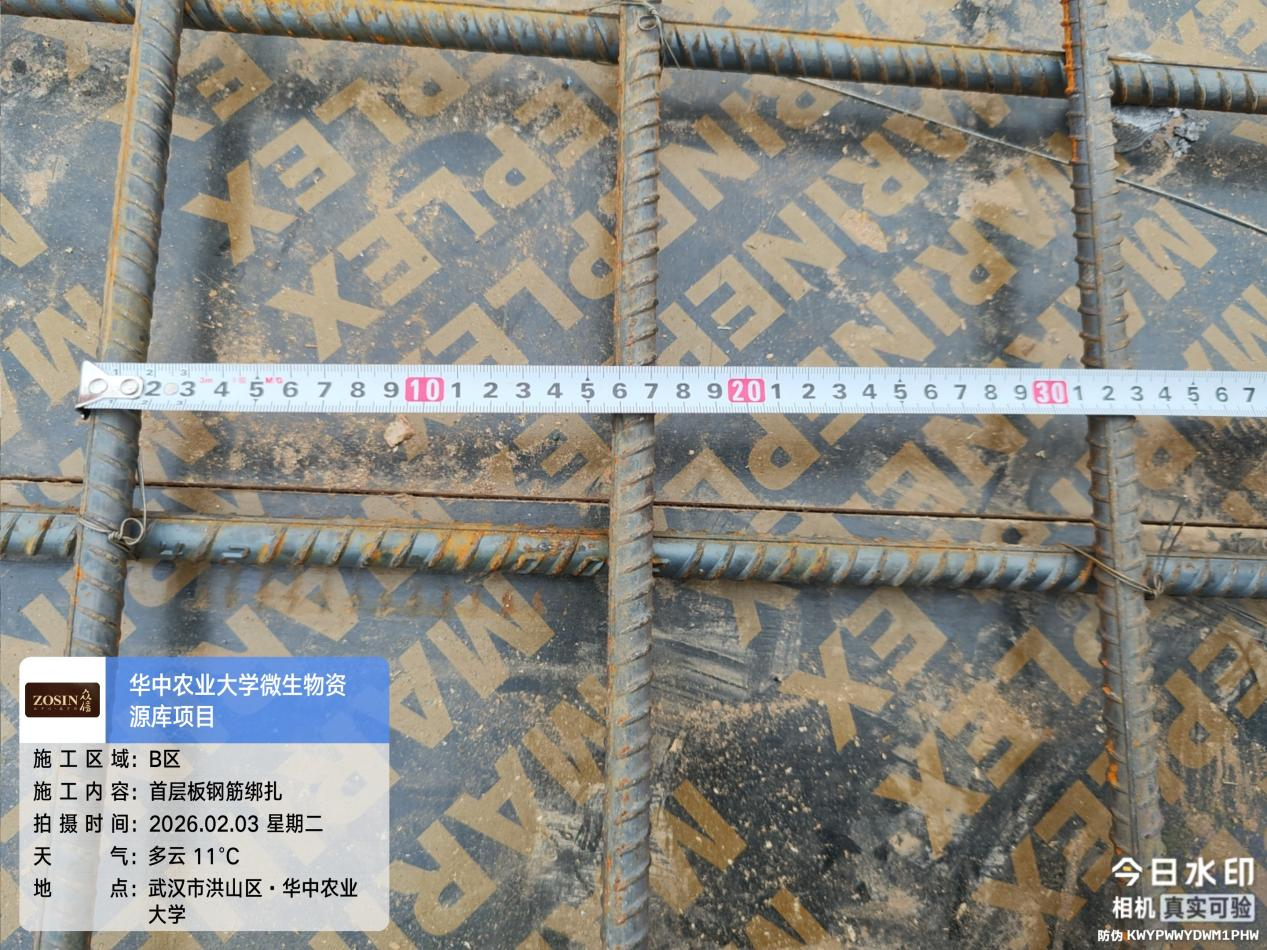 MARINEPLEX
MARINEPLEX
1 2 3
2 3 4 5 6 7 8 9 10 1 2 3 4 5 6 7 8 9 20 1 2 3 4 5 6 7 8 9 30 1 2 3 4 5 6 7
3m
ZOSIN众信
华中农业大学微生物资
源库项目
施工区域：B区
施工内容：首层板钢筋绑扎
拍摄时间：2026.02.03 星期二
天气：多云 11℃
地点：武汉市洪山区·华中农业
大学
今日水印
相机 真实可验
防伪 KWYPWWYDWM1PHW